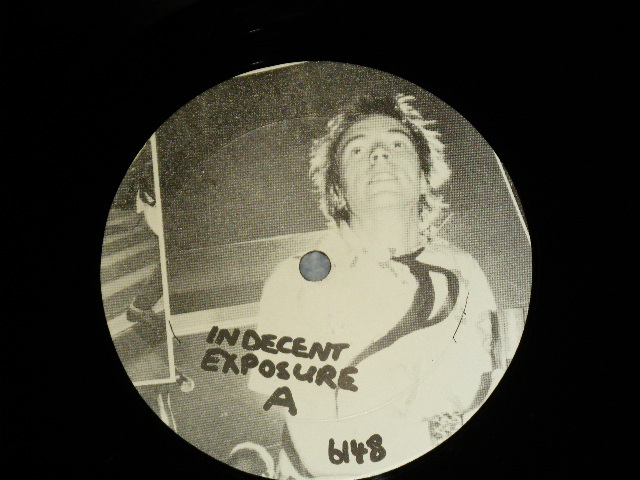 INDECENT
EXPOSURE
A
6148